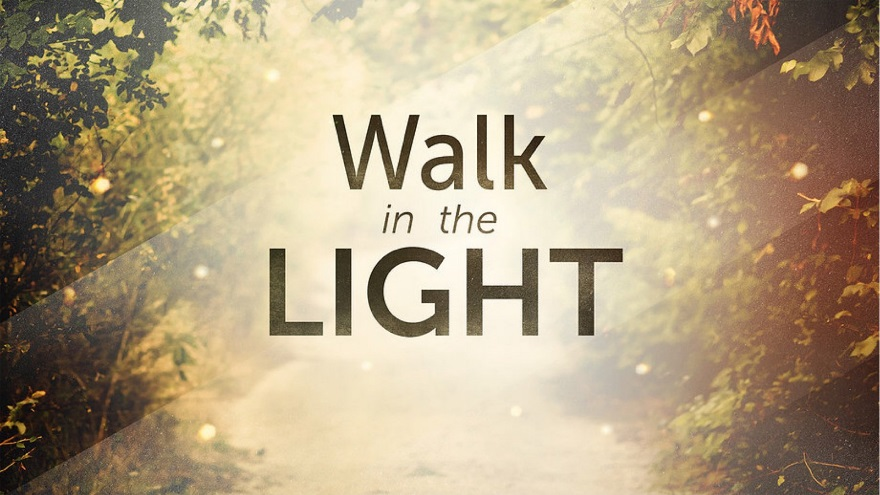 Walk
in the
LIGHT